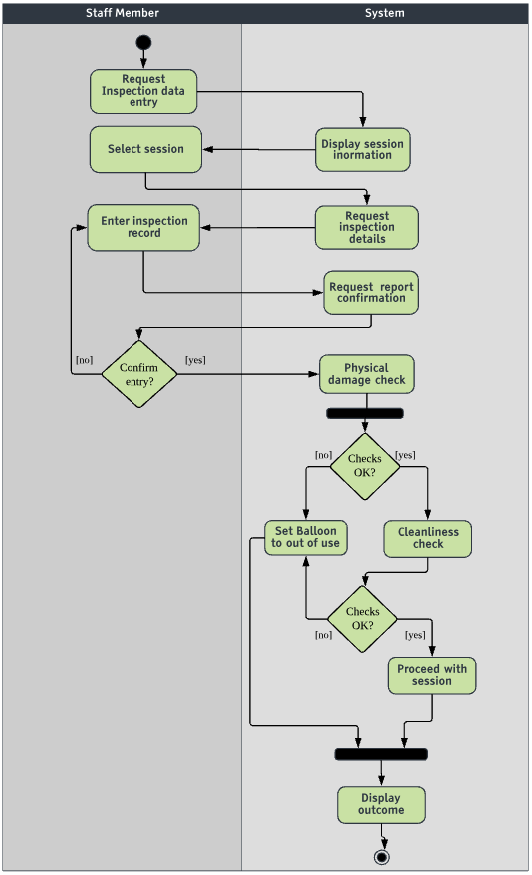 Staff Member
System
Request
Inspection data
entry
Select session
Display session
inormation
Enter inspection
record
Request
inspection
details
Request report
confirmation
[no]
Confirm
entry?
[yes]
Physical
damage check
[no]
Checks
OK?
[yes]
Set Balloon
to out of use
Cleanliness
check
Checks
OK?
[no]
[yes]
Proceed with
session
Display
outcome